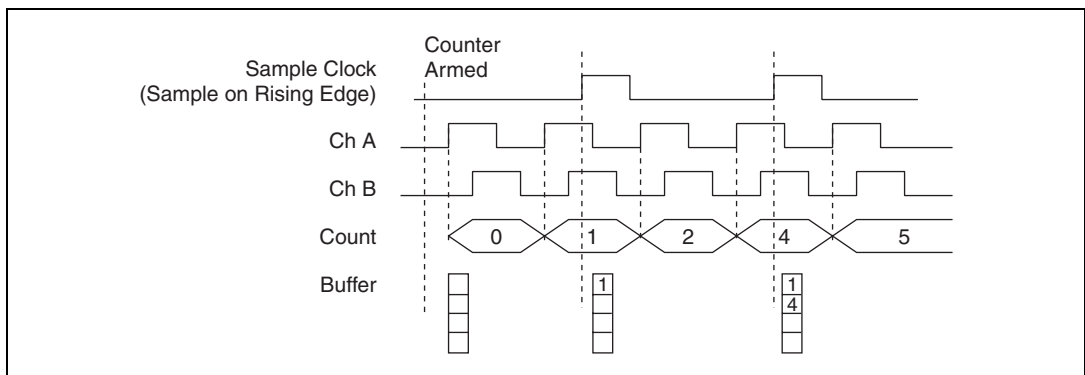 Counter
Armed
Sample Clock
(Sample on Rising Edge)
Ch A
Ch B
Count
0 1 2 4 5
Buffer
1 1
4